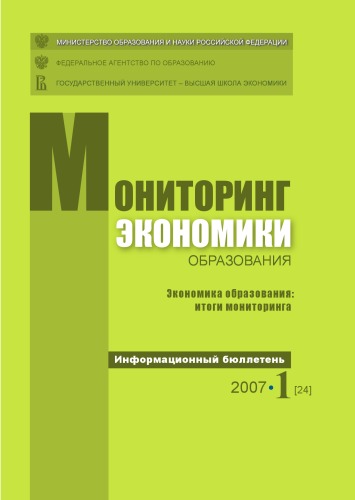 МИНИСТЕРСТВО ОБРАЗОВАНИЯ И НАУКИ РОССИЙСКОЙ ФЕДЕРАЦИИ
ФЕДЕРАЛЬНОЕ АГЕНТСТВО ПО ОБРАЗОВАНИЮ
ГОСУДАРСТВЕННЫЙ УНИВЕРСИТЕТ – ВЫСШАЯ ШКОЛА ЭКОНОМИКИ
МОНИТОРИНГ
ЭКОНОМИКИ
ОБРАЗОВАНИЯ
Экономика образования:
итоги мониторинга
Информационный бюллетень
2007•1 [24]